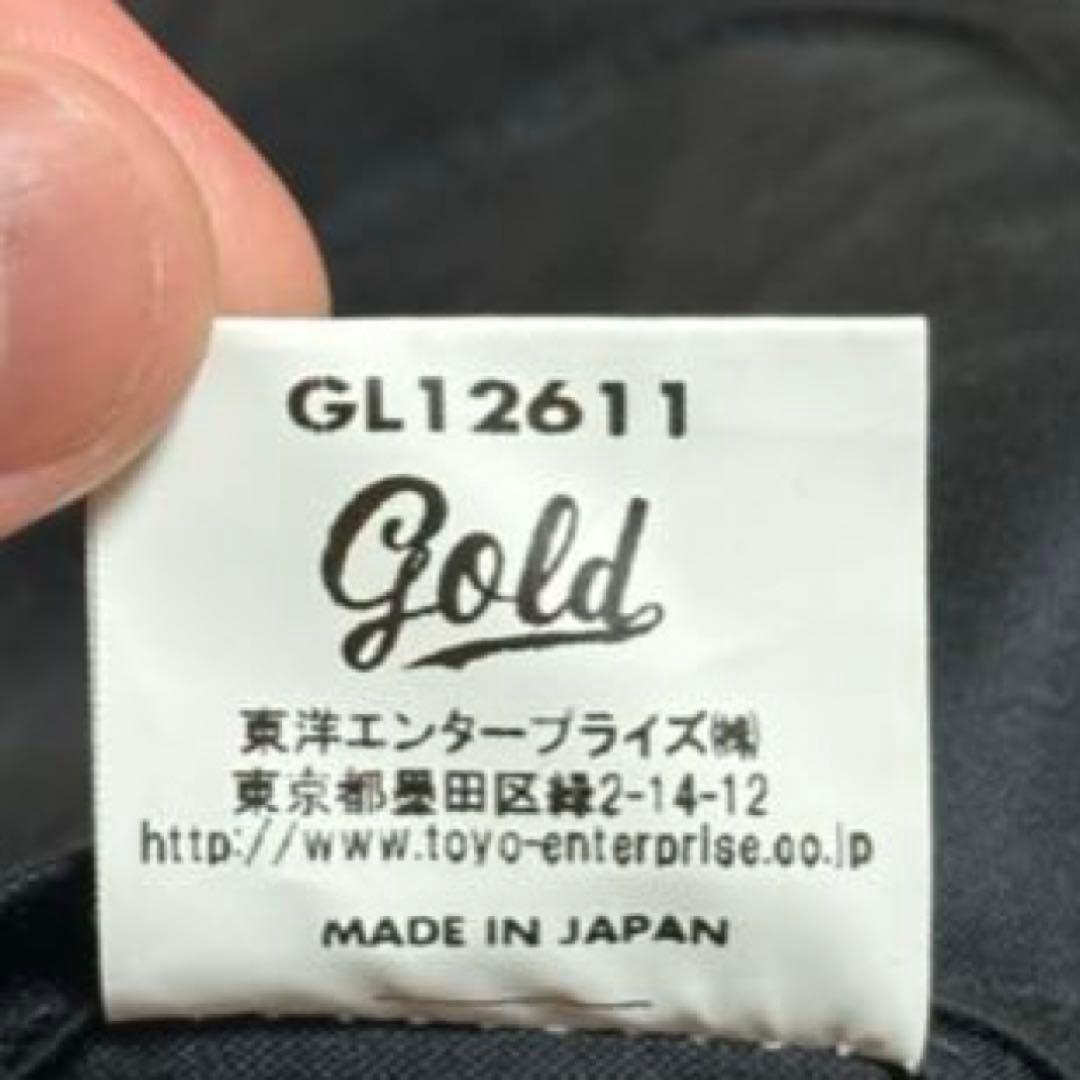 GL12611
Gold
東洋エンタープライズ㈱
東京都墨田区緑2-14-12
http://www.toyo-enterprise.co.jp
MADE IN JAPAN